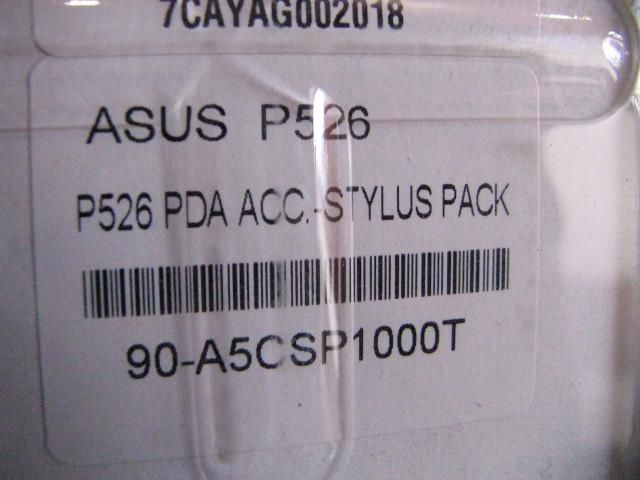 7CAYAG002018
ASUS P526
P526 PDA ACC.-STYLUS PACK
90-A5CSP1000T